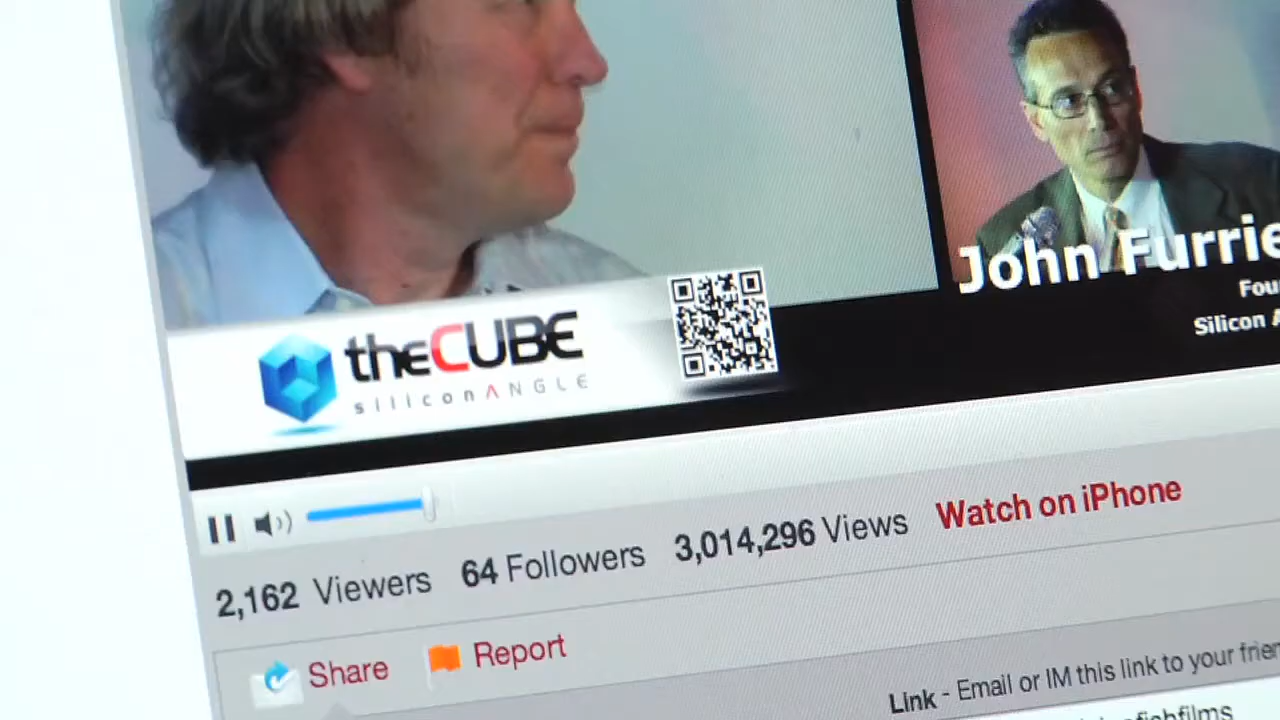 John Furrie
Fou
Silicon A
theCUBE
siliconANGLE
2,162 Viewers 64 Followers 3,014,296 Views Watch on iPhone
Share Report
Link - Email or IM this link to your frien
fishfilms